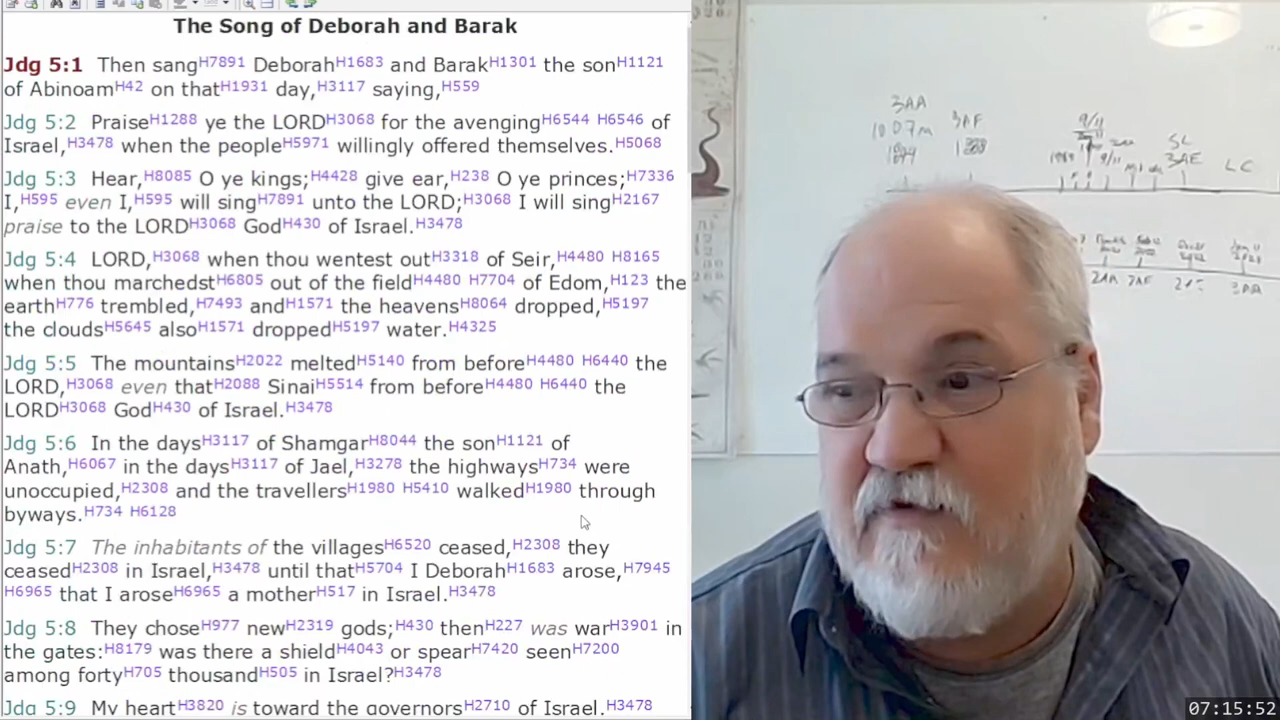 The Song of Deborah and Barak
Jdg 5:1 Then sangH7891 DeborahH1683 and BarakH1301 the sonH1121
of AbinoamH42 on thatH1931 day,H3117 saying,H559
Jdg 5:2 PraiseH1288 ye the LORDH3068 for the avengingH6544 H6546 of
Israel,H3478 when the peopleH5971 willingly offered themselves.H5068
Jdg 5:3 Hear,H8085 O ye kings;H4428 give ear,H238 O ye princes;H7336
I,H595 even I,H595 will singH7891 unto the LORD;H3068 I will singH2167
praise to the LORDH3068 GodH430 of Israel.H3478
Jdg 5:4 LORD,H3068 when thou wentest outH3318 of Seir,H4480 H8165
when thou marchedstH6805 out of the fieldH4480 H7704 of Edom,H123 the
earthH776 trembled,H7493 andH1571 the heavensH8064 dropped,H5197
the cloudsH5645 alsoH1571 droppedH5197 water.H4325
Jdg 5:5 The mountainsH2022 meltedH5140 from beforeH4480 H6440 the
LORD,H3068 even thatH2088 SinaiH5514 from beforeH4480 H6440 the
LORDH3068 GodH430 of Israel.H3478
Jdg 5:6 In the daysH3117 of ShamgarH8044 the sonH1121 of
Anath,H6067 in the daysH3117 of Jael,H3278 the highwaysH734 were
unoccupied,H2308 and the travellersH1980 H5410 walkedH1980 through
byways.H734 H6128
Jdg 5:7 The inhabitants of the villagesH6520 ceased,H2308 they
ceasedH2308 in Israel,H3478 until thatH5704 I DeborahH1683 arose,H7945
H6965 that I aroseH6965 a motherH517 in Israel.H3478
Jdg 5:8 They choseH977 newH2319 gods;H430 thenH227 was warH3901 in
the gates:H8179 was there a shieldH4043 or spearH7420 seenH7200
among fortyH705 thousandH505 in Israel?H3478
Jdg 5:9 My heartH3820 is toward the governorsH2710 of Israel.H3478
3AA
3AF
9/11
9/11
SL
3AE
LC
2AA
3AA
07:15:52